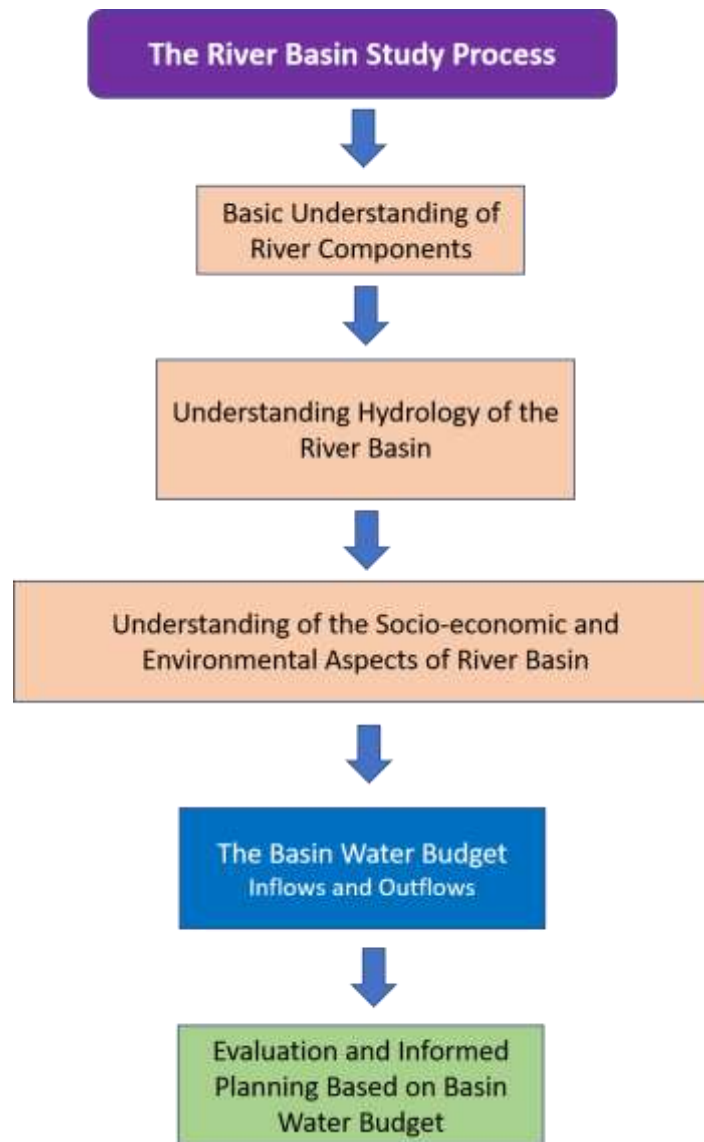 The River Basin Study Process
Basic Understanding of
River Components
Understanding Hydrology of the
River Basin
Understanding of the Socio-economic and
Environmental Aspects of River Basin
The Basin Water Budget
Inflows and Outflows
Evaluation and Informed
Planning Based on Basin
Water Budget